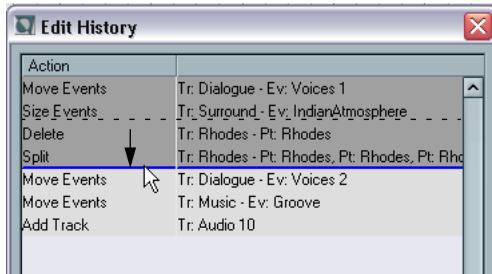 Edit History
Action
Move Events Tr: Dialogue - Ev: Voices 1
Size Events Tr: Surround - Ev: IndianAtmosphere
Delete Tr: Rhodes - Pt: Rhodes
Split Tr: Rhodes - Pt: Rhodes, Pt: Rhodes, Pt: Rho
Move Events Tr: Dialogue - Ev: Voices 2
Move Events Tr: Music - Ev: Groove
Add Track Tr: Audio 10